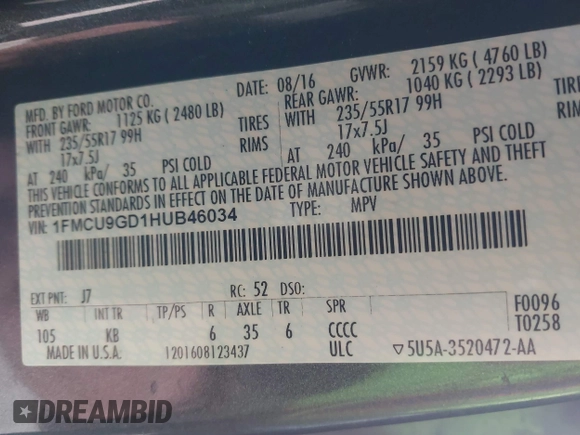 MFD. BY FORD MOTOR CO.
DATE: 08/16 GVWR: 2159 KG ( 4760 LB)
FRONT GAWR: 1125 KG ( 2480 LB)
REAR GAWR: 1040 KG ( 2293 LB)
WITH 235/55R17 99H TIRES WITH 235/55R17 99H TIRES
17x7.5J RIMS 17x7.5J RIMS
AT 240 kPa/ 35 PSI COLD AT 240 kPa/ 35 PSI COLD
THIS VEHICLE CONFORMS TO ALL APPLICABLE FEDERAL MOTOR VEHICLE SAFETY AND THEFT
PREVENTION STANDARDS IN EFFECT ON THE DATE OF MANUFACTURE SHOWN ABOVE.
VIN: 1FMCU9GD1HUB46034 TYPE: MPV
EXT PNT: J7 RC: 52 DSO:
WB INT TR TP/PS R AXLE TR SPR
105 KB 6 35 6 CCCC
F0096
T0258
MADE IN U.S.A. 1201608123437 ULC ▽5U5A-3520472-AA
DREAMBID